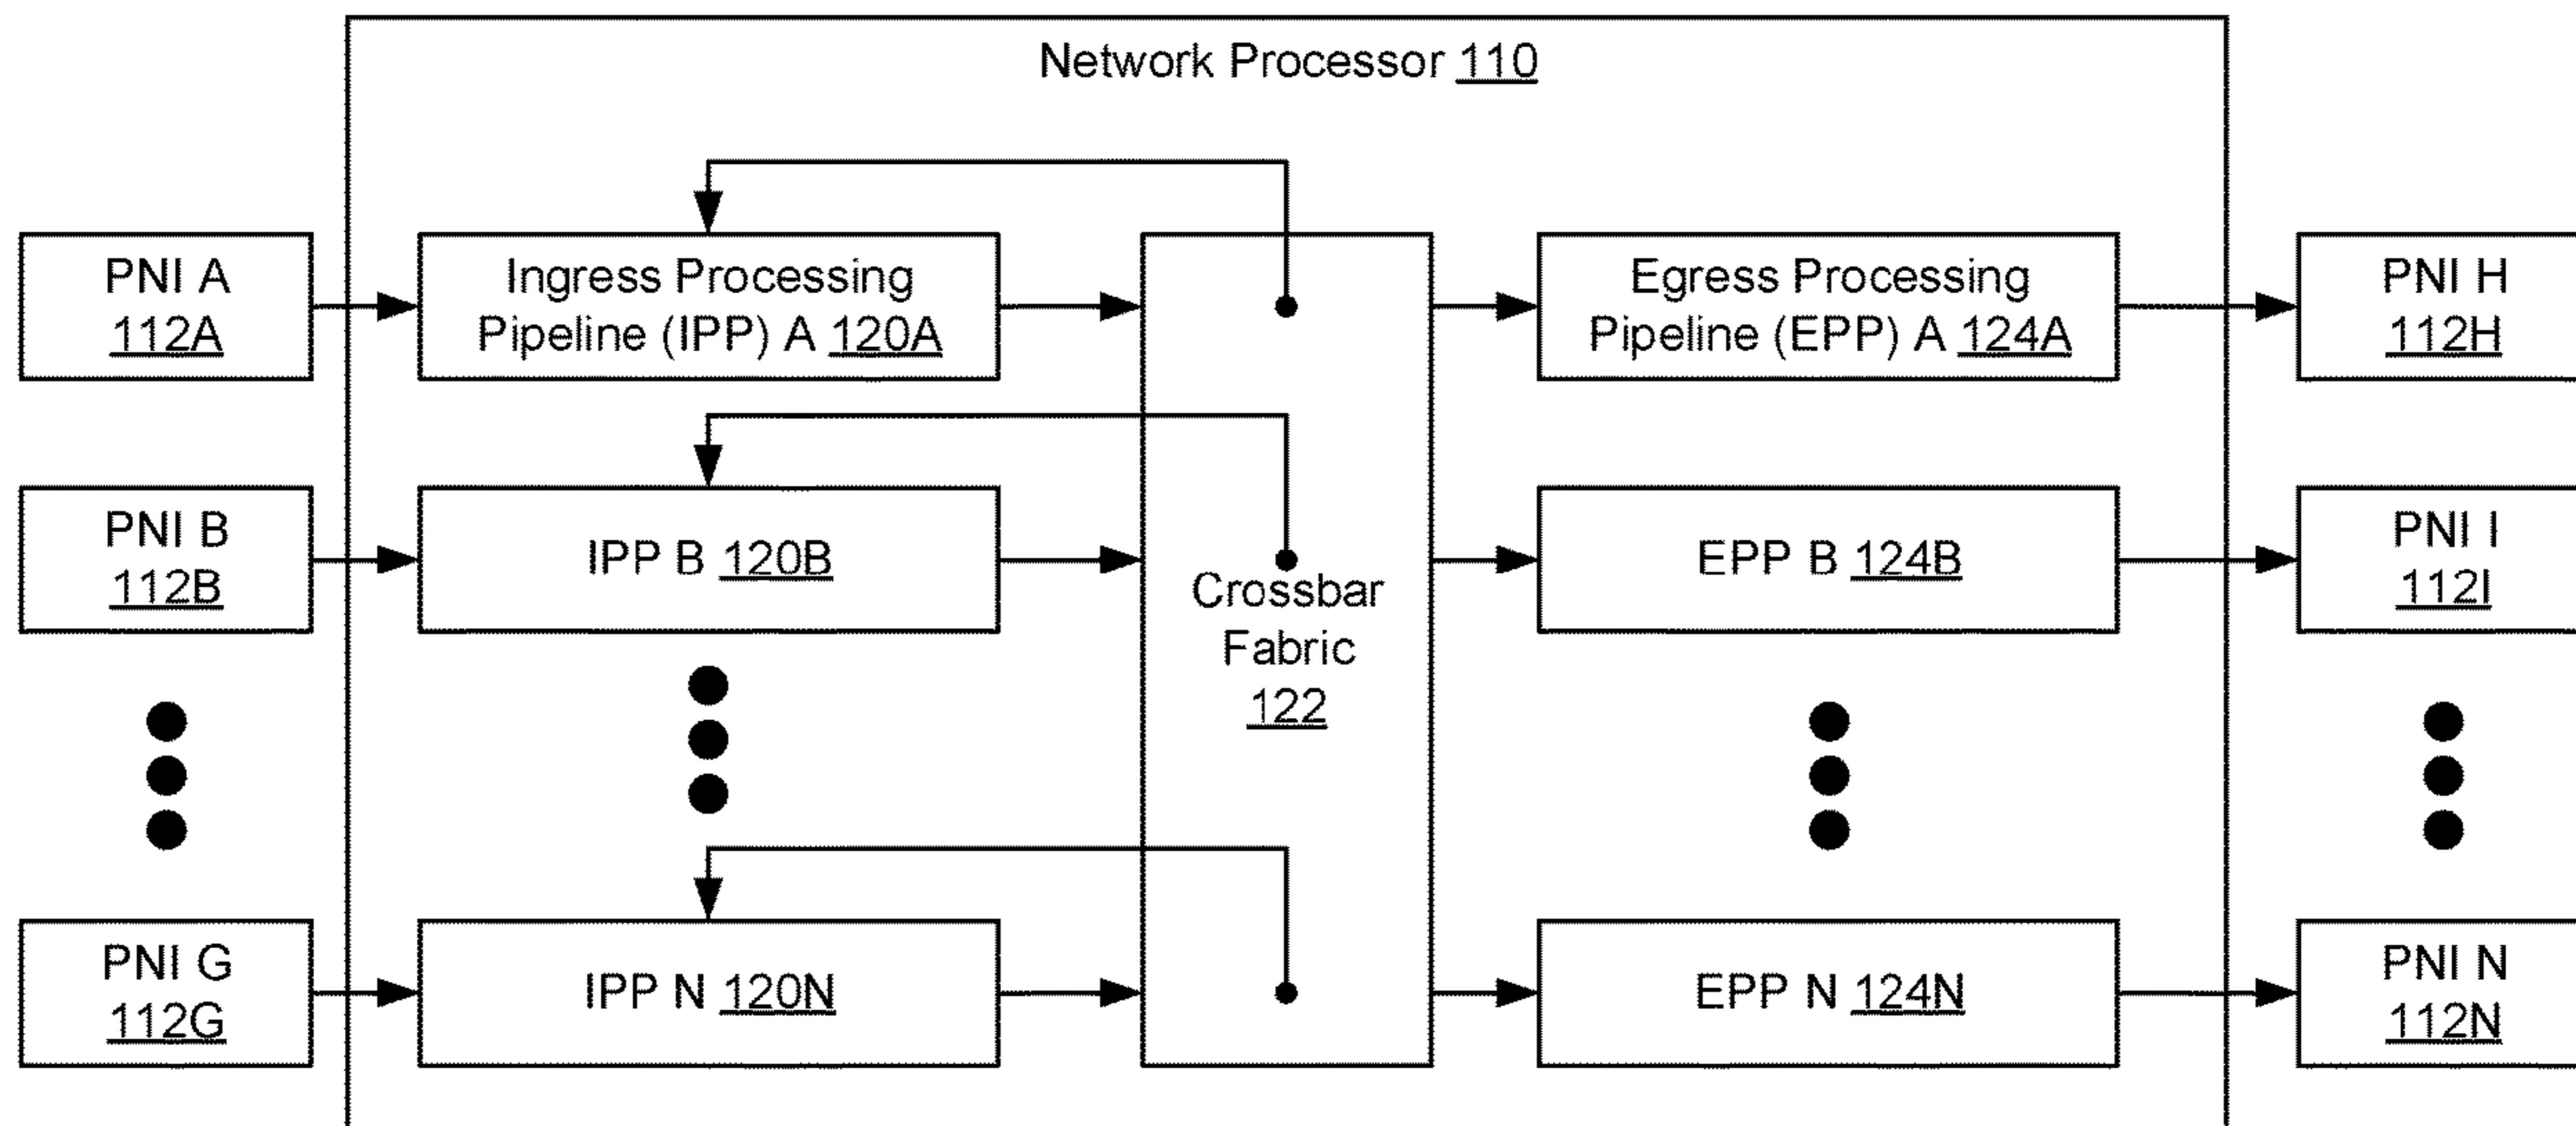 Network Processor 110
PNI A
112A
Ingress Processing
Pipeline (IPP) A 120A
Egress Processing
Pipeline (EPP) A 124A
PNI H
112H
PNI B
112B
IPP B 120B
Crossbar
Fabric
122
EPP B 124B
PNI I
112I
PNI G
112G
IPP N 120N
EPP N 124N
PNI N
112N